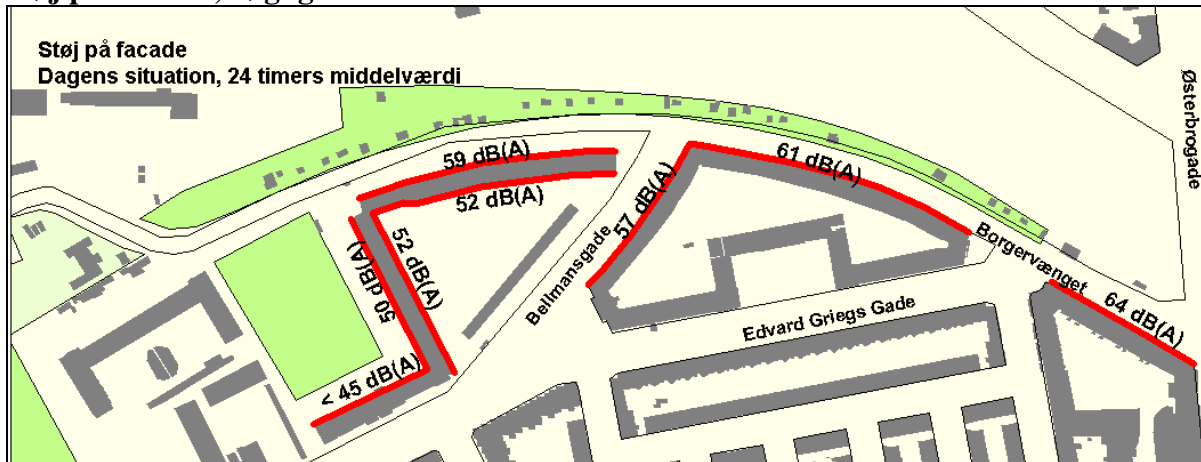 Støj på facade
Dagens situation, 24 timers middelværdi
Østerbrogade
59 dB(A)
61 dB(A)
52 dB(A)
57 dB(A)
52 dB(A)
50 dB(A)
Bellmansgade
Borgervænget
64 dB(A)
Edvard Griegs Gade
< 45 dB(A)